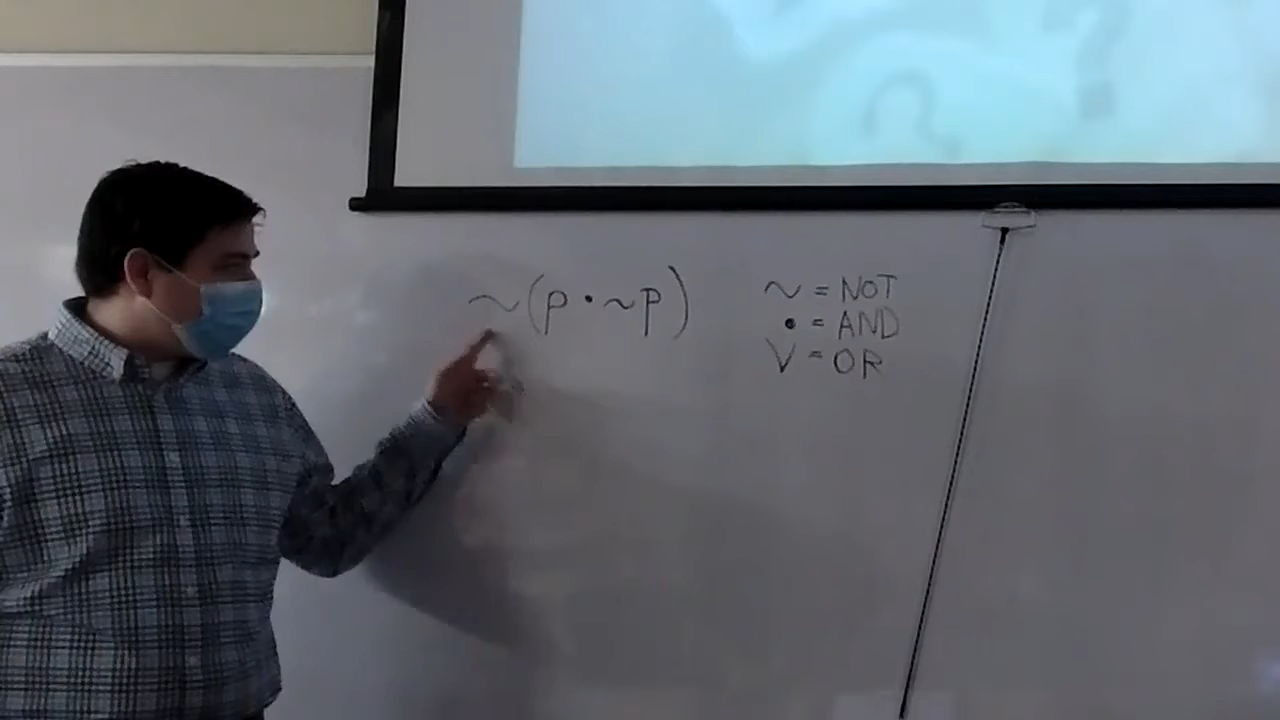 ~(p • ~p)
~ = NOT
• = AND
V = OR
? ?